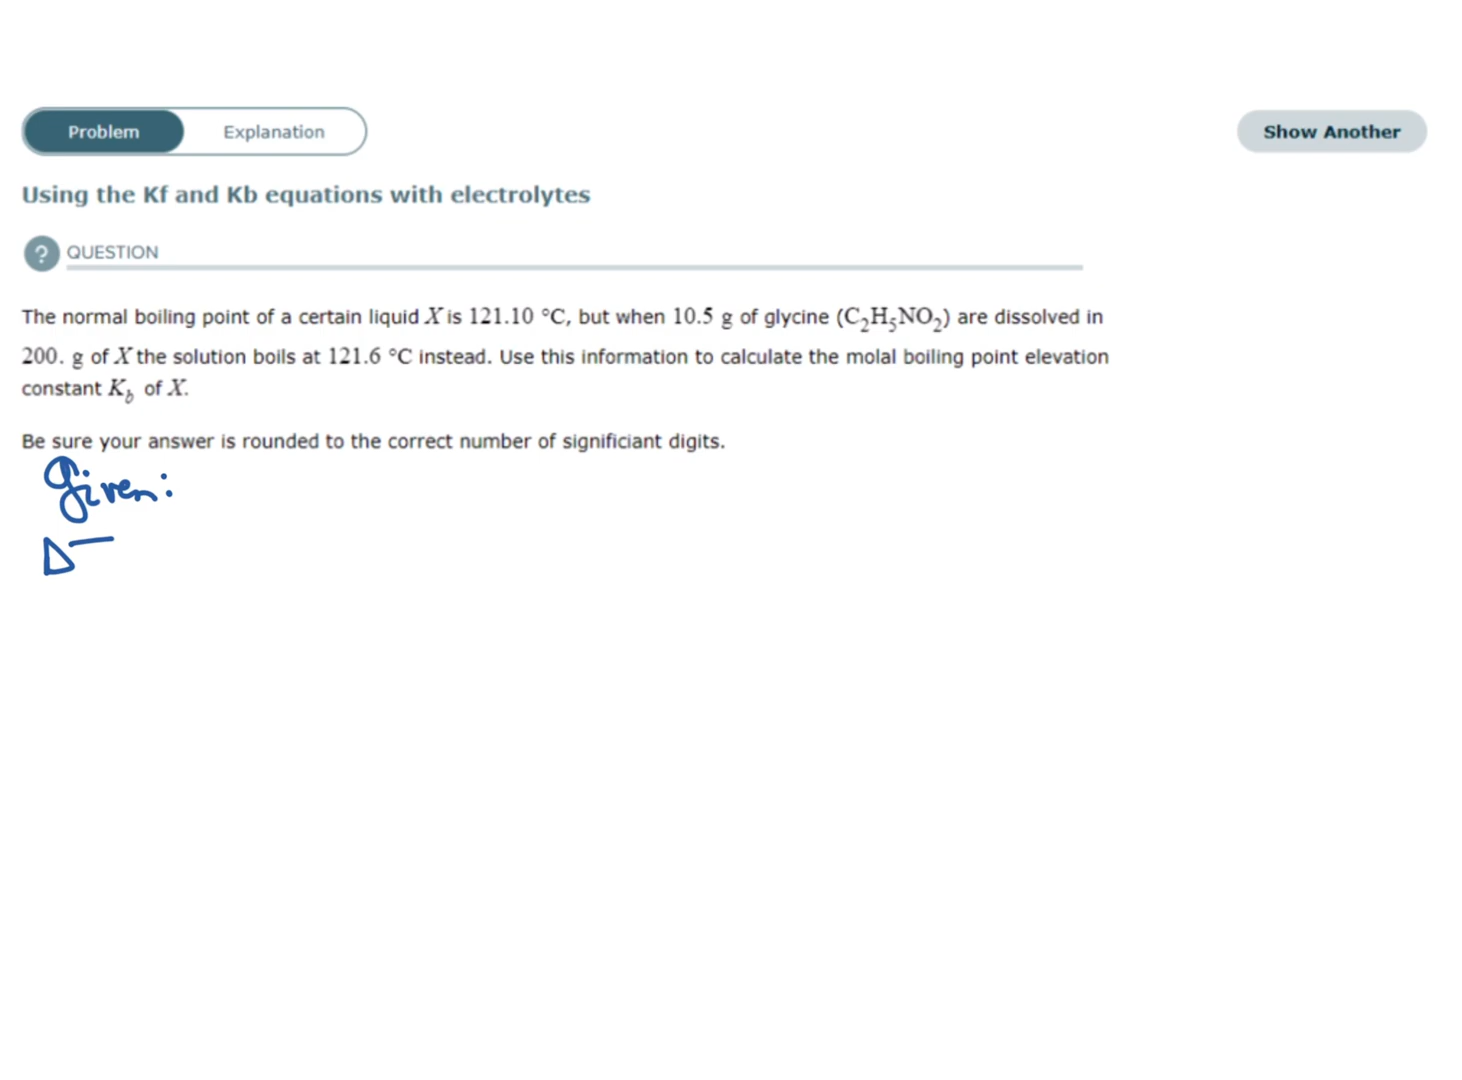 Problem Explanation Show Another
Using the Kf and Kb equations with electrolytes
? QUESTION
The normal boiling point of a certain liquid X is 121.10 °C, but when 10.5 g of glycine (C₂H₅NO₂) are dissolved in
200. g of X the solution boils at 121.6 °C instead. Use this information to calculate the molal boiling point elevation
constant K_b of X.
Be sure your answer is rounded to the correct number of significiant digits.
given:
Δ